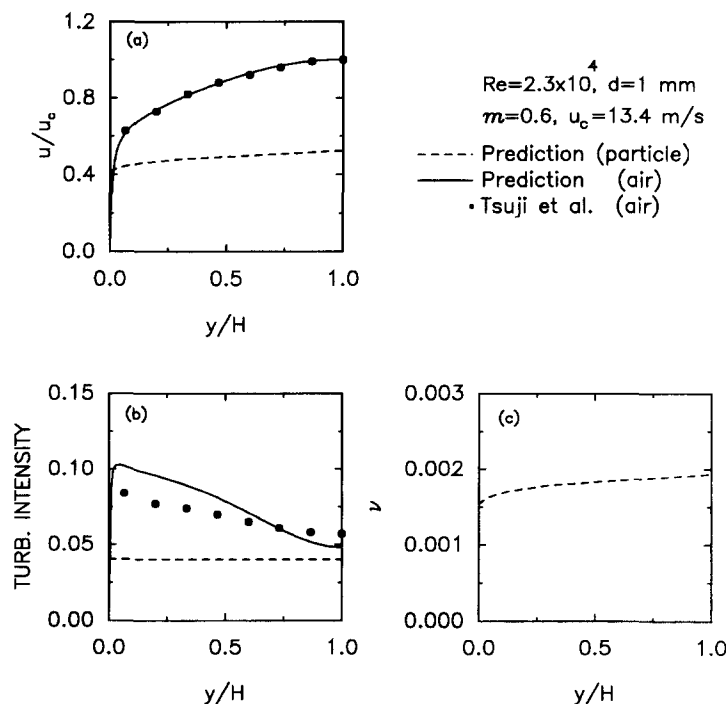 (a)
1.2
0.8
0.4
0.0
u/u_c
0.0 0.5 1.0
y/H
Re=2.3x10⁴, d=1 mm
m=0.6, u_c=13.4 m/s
Prediction (particle)
Prediction (air)
Tsuji et al. (air)
(b)
0.15
0.10
0.05
0.00
TURB. INTENSITY
0.0 0.5 1.0
y/H
(c)
0.003
0.002
0.001
0.000
ν
0.0 0.5 1.0
y/H